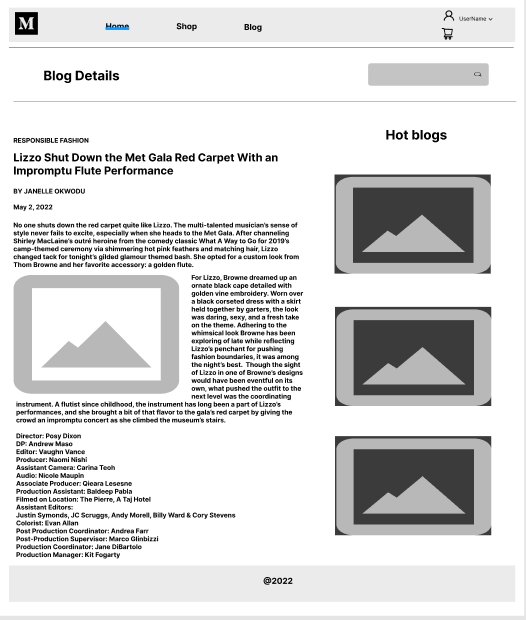 M
Home
Shop
Blog
UserName
Blog Details
RESPONSIBLE FASHION
Lizzo Shut Down the Met Gala Red Carpet With an
Impromptu Flute Performance
BY JANELLE OKWODU
May 2, 2022
No one shuts down the red carpet quite like Lizzo. The multi-talented musician's sense of
style never fails to excite, especially when she heads to the Met Gala. After channeling
Shirley MacLaine's outré heroine from the comedy classic What A Way to Go for 2019's
camp-themed ceremony via shimmering hot pink feathers and matching hair, Lizzo
changed tack for tonight's gilded glamour themed bash. She opted for a custom look from
Thom Browne and her favorite accessory: a golden flute.
For Lizzo, Browne dreamed up an
ornate black cape detailed with
golden vine embroidery. Worn over
a black corseted dress with a skirt
held together by garters, the look
was daring, sexy, and a fresh take
on the theme. Adhering to the
whimsical look Browne has been
exploring of late while reflecting
Lizzo's penchant for pushing
fashion boundaries, it was among
the night's best. Though the sight
of Lizzo in one of Browne's designs
would have been eventful on its
own, what pushed the outfit to the
next level was the coordinating
instrument. A flutist since childhood, the instrument has long been a part of Lizzo's
performances, and she brought a bit of that flavor to the gala's red carpet by giving the
crowd an impromptu concert as she climbed the museum's stairs.
Director: Posy Dixon
DP: Andrew Maso
Editor: Vaughn Vance
Producer: Naomi Nishi
Assistant Camera: Carina Teoh
Audio: Nicole Maupin
Associate Producer: Qieara Lesesne
Production Assistant: Baldeep Pabla
Filmed on Location: The Pierre, A Taj Hotel
Assistant Editors:
Justin Symonds, JC Scruggs, Andy Morell, Billy Ward & Cory Stevens
Colorist: Evan Allan
Post Production Coordinator: Andrea Farr
Post-Production Supervisor: Marco Glinbizzi
Production Coordinator: Jane DiBartolo
Production Manager: Kit Fogarty
Hot blogs
@2022